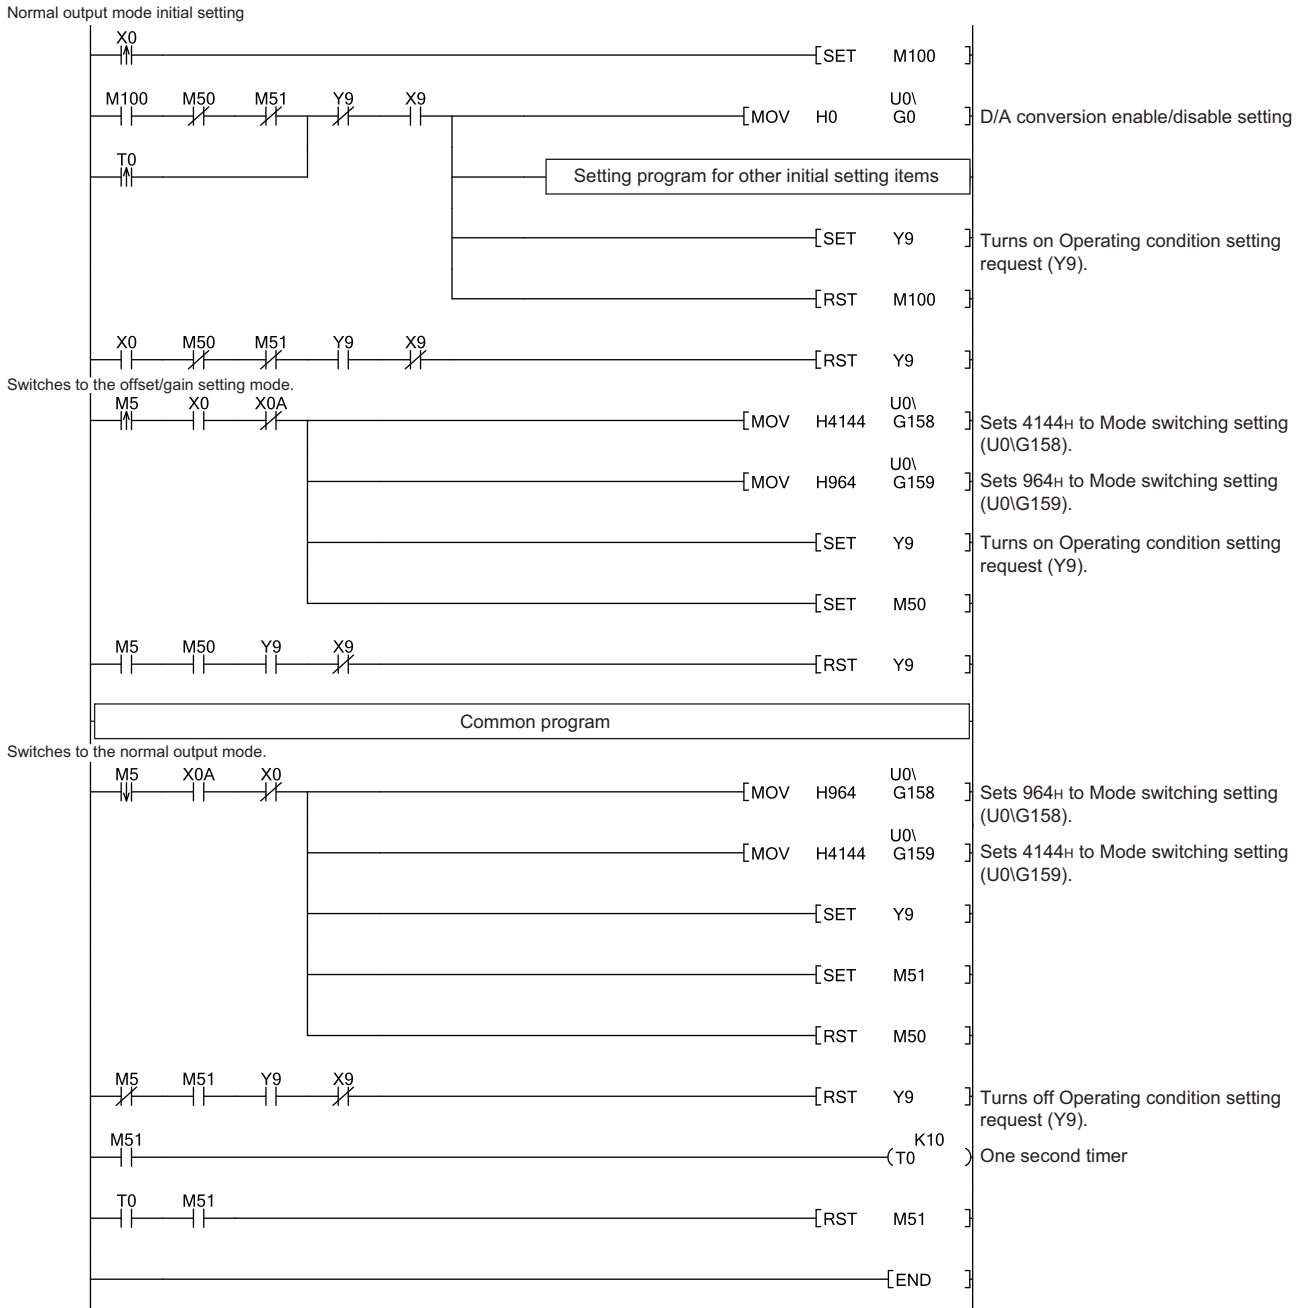 Normal output mode initial setting
X0
SET M100
M100 M50 M51 Y9 X9 U0\
MOV H0 G0 D/A conversion enable/disable setting
T0
Setting program for other initial setting items
SET Y9 Turns on Operating condition setting
request (Y9).
RST M100
X0 M50 M51 Y9 X9
RST Y9
Switches to the offset/gain setting mode.
M5 X0 X0A U0\
MOV H4144 G158 Sets 4144H to Mode switching setting
(U0\G158).
U0\
MOV H964 G159 Sets 964H to Mode switching setting
(U0\G159).
SET Y9 Turns on Operating condition setting
request (Y9).
SET M50
M5 M50 Y9 X9
RST Y9
Common program
Switches to the normal output mode.
M5 X0A X0 U0\
MOV H964 G158 Sets 964H to Mode switching setting
(U0\G158).
U0\
MOV H4144 G159 Sets 4144H to Mode switching setting
(U0\G159).
SET Y9
SET M51
RST M50
M5 M51 Y9 X9
RST Y9 Turns off Operating condition setting
request (Y9).
M51 K10
T0 One second timer
T0 M51
RST M51
END